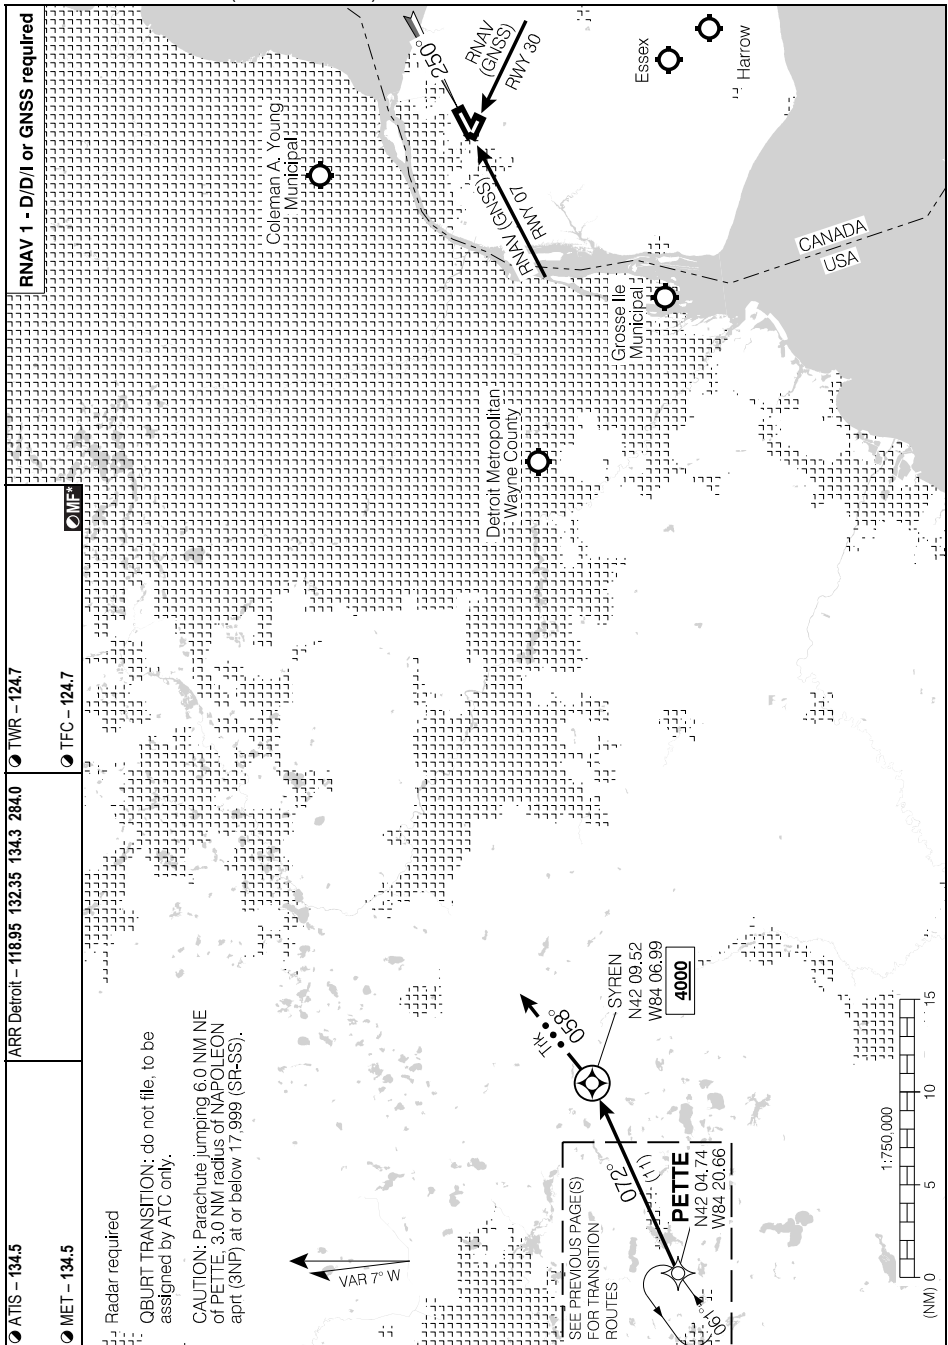 ATIS – 134.5
MET – 134.5
ARR Detroit – 118.95 132.35 134.3 284.0
TWR – 124.7
TFC – 124.7
MF*
RNAV 1 - D/D/I or GNSS required
Radar required
QBURT TRANSITION: do not file, to be
assigned by ATC only.
CAUTION: Parachute jumping 6.0 NM NE
of PETTE, 3.0 NM radius of NAPOLEON
aprt (3NP) at or below 17,999 (SR-SS).
VAR 7° W
SEE PREVIOUS PAGE(S)
FOR TRANSITION
ROUTES
061°
PETTE
N42 04.74
W84 20.66
072°
(11)
SYREN
N42 09.52
W84 06.99
4000
Trk
058°
Detroit Metropolitan
Wayne County
Coleman A. Young
Municipal
Grosse Ile
Municipal
RNAV (GNSS)
RWY 07
250°
RNAV
(GNSS)
RWY 30
Essex
Harrow
CANADA
USA
1:750,000
(NM) 0 5 10 15